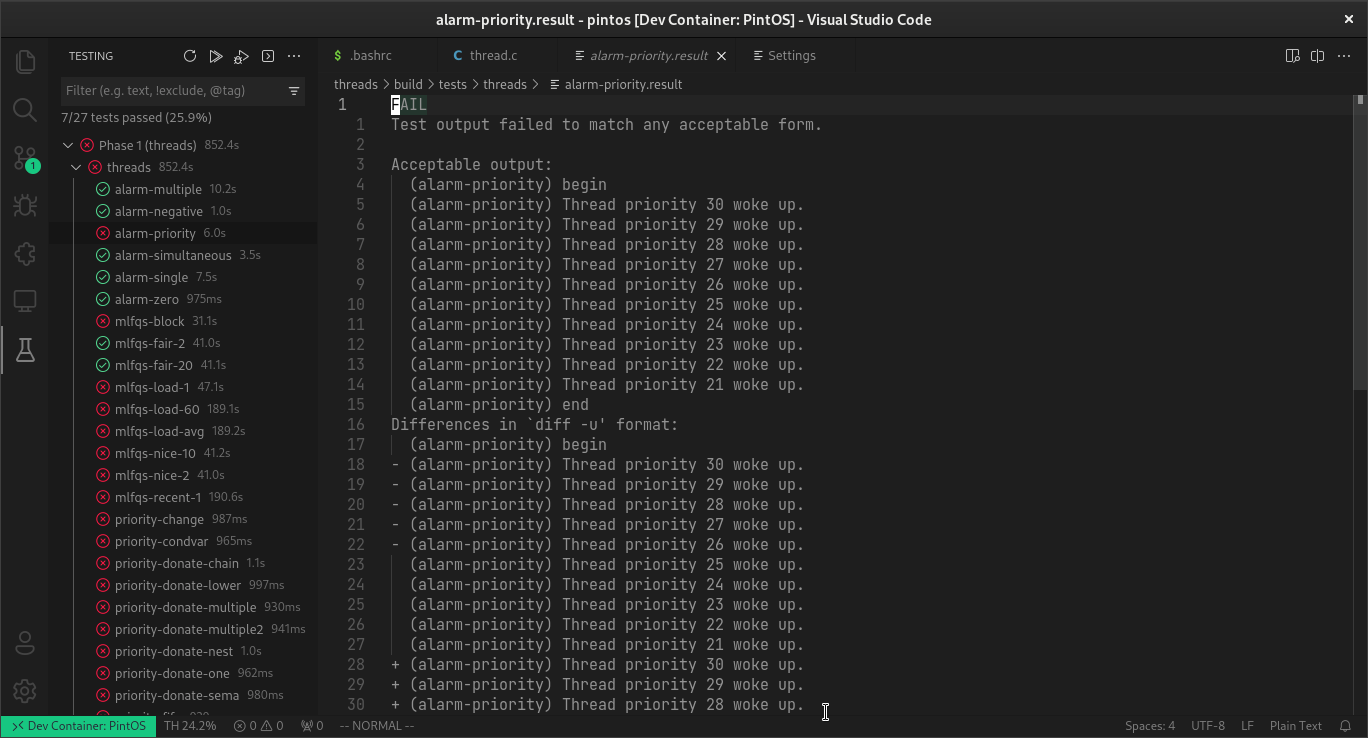 alarm-priority.result - pintos [Dev Container: PintOS] - Visual Studio Code
TESTING
$ .bashrc
C thread.c
alarm-priority.result
Settings
threads > build > tests > threads > alarm-priority.result
Filter (e.g. text, !exclude, @tag)
7/27 tests passed (25.9%)
Phase 1 (threads) 852.4s
threads 852.4s
alarm-multiple 10.2s
alarm-negative 1.0s
alarm-priority 6.0s
alarm-simultaneous 3.5s
alarm-single 7.5s
alarm-zero 975ms
mlfqs-block 31.1s
mlfqs-fair-2 41.0s
mlfqs-fair-20 41.1s
mlfqs-load-1 47.1s
mlfqs-load-60 189.1s
mlfqs-load-avg 189.2s
mlfqs-nice-10 41.2s
mlfqs-nice-2 41.0s
mlfqs-recent-1 190.6s
priority-change 987ms
priority-condvar 965ms
priority-donate-chain 1.1s
priority-donate-lower 997ms
priority-donate-multiple 930ms
priority-donate-multiple2 941ms
priority-donate-nest 1.0s
priority-donate-one 962ms
priority-donate-sema 980ms
1
1 FAIL
1 Test output failed to match any acceptable form.
2
3 Acceptable output:
4 (alarm-priority) begin
5 (alarm-priority) Thread priority 30 woke up.
6 (alarm-priority) Thread priority 29 woke up.
7 (alarm-priority) Thread priority 28 woke up.
8 (alarm-priority) Thread priority 27 woke up.
9 (alarm-priority) Thread priority 26 woke up.
10 (alarm-priority) Thread priority 25 woke up.
11 (alarm-priority) Thread priority 24 woke up.
12 (alarm-priority) Thread priority 23 woke up.
13 (alarm-priority) Thread priority 22 woke up.
14 (alarm-priority) Thread priority 21 woke up.
15 (alarm-priority) end
16 Differences in `diff -u' format:
17 (alarm-priority) begin
18 - (alarm-priority) Thread priority 30 woke up.
19 - (alarm-priority) Thread priority 29 woke up.
20 - (alarm-priority) Thread priority 28 woke up.
21 - (alarm-priority) Thread priority 27 woke up.
22 - (alarm-priority) Thread priority 26 woke up.
23 (alarm-priority) Thread priority 25 woke up.
24 (alarm-priority) Thread priority 24 woke up.
25 (alarm-priority) Thread priority 23 woke up.
26 (alarm-priority) Thread priority 22 woke up.
27 (alarm-priority) Thread priority 21 woke up.
28 + (alarm-priority) Thread priority 30 woke up.
29 + (alarm-priority) Thread priority 29 woke up.
30 + (alarm-priority) Thread priority 28 woke up.
Dev Container: PintOS
TH 24.2%
0 0
0
-- NORMAL --
Spaces: 4
UTF-8
LF
Plain Text